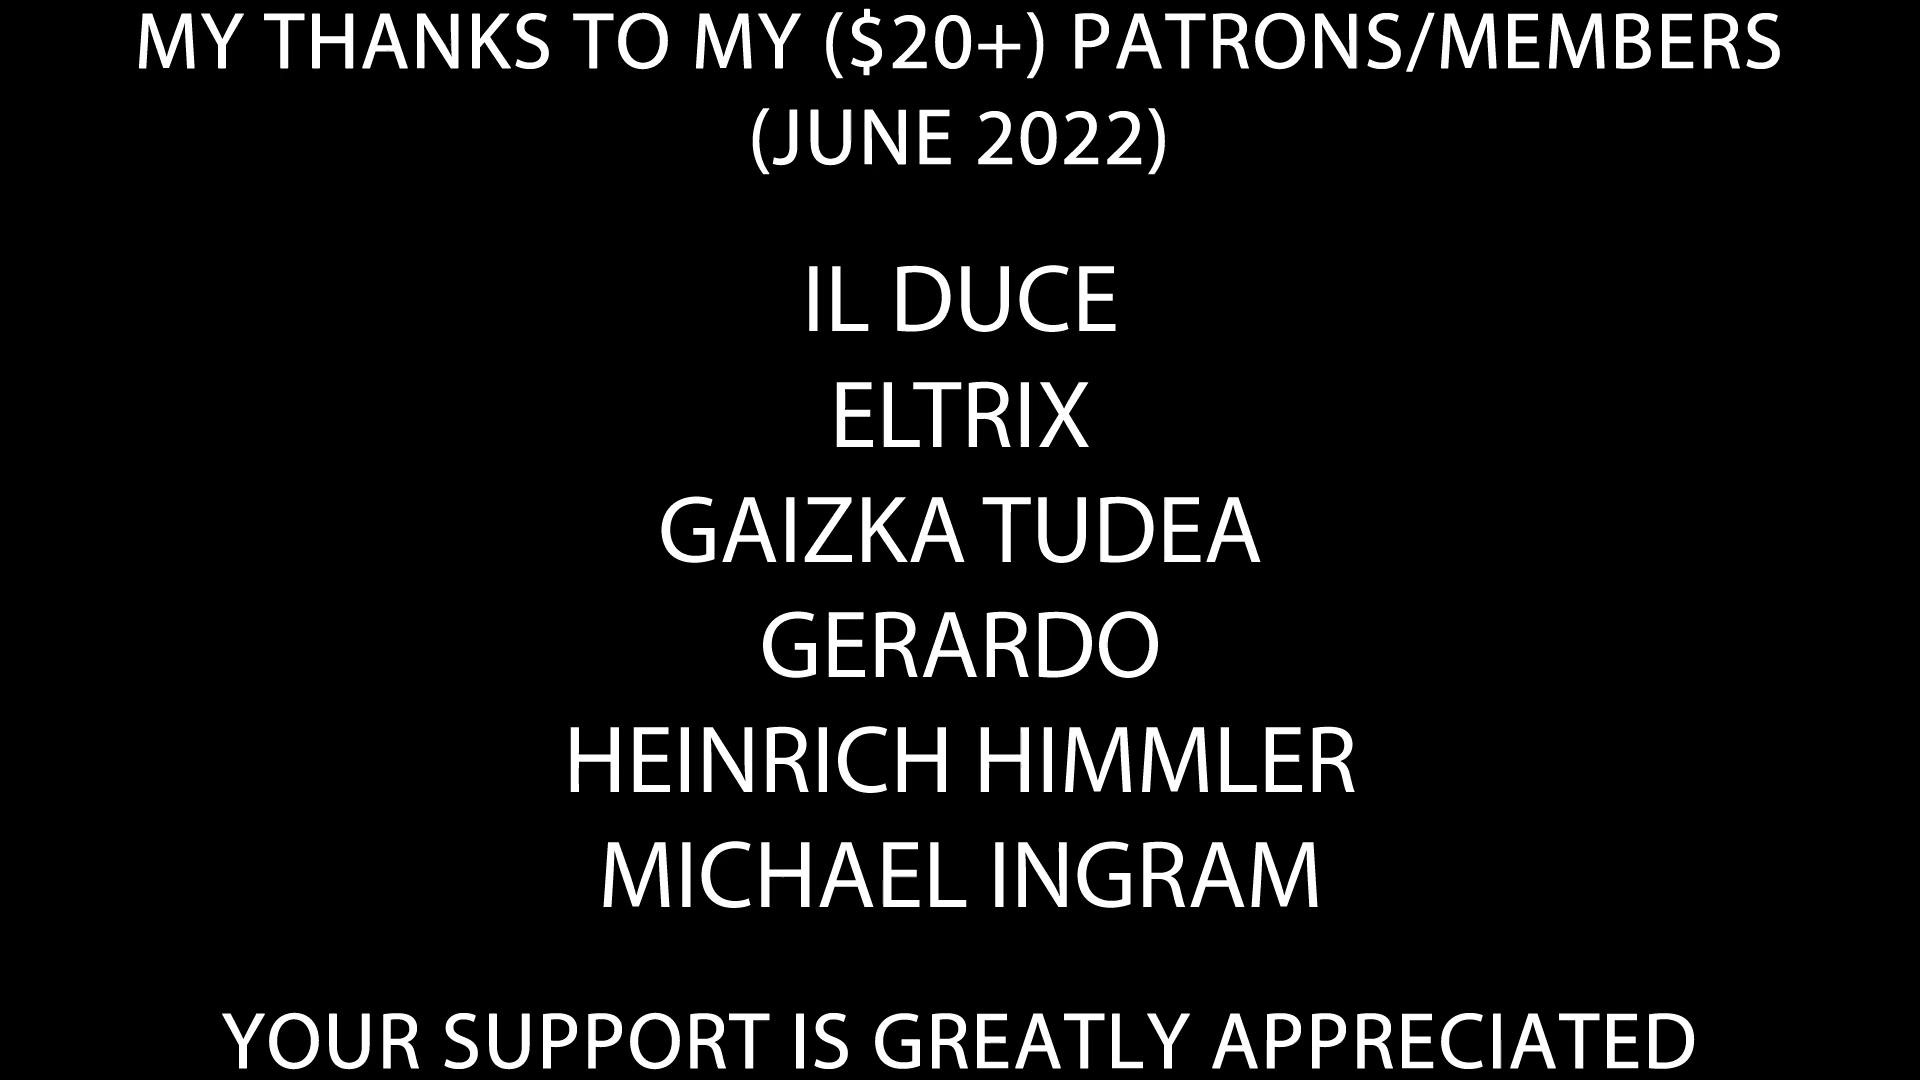 MY THANKS TO MY ($20+) PATRONS/MEMBERS
(JUNE 2022)
IL DUCE
ELTRIX
GAIZKA TUDEA
GERARDO
HEINRICH HIMMLER
MICHAEL INGRAM
YOUR SUPPORT IS GREATLY APPRECIATED